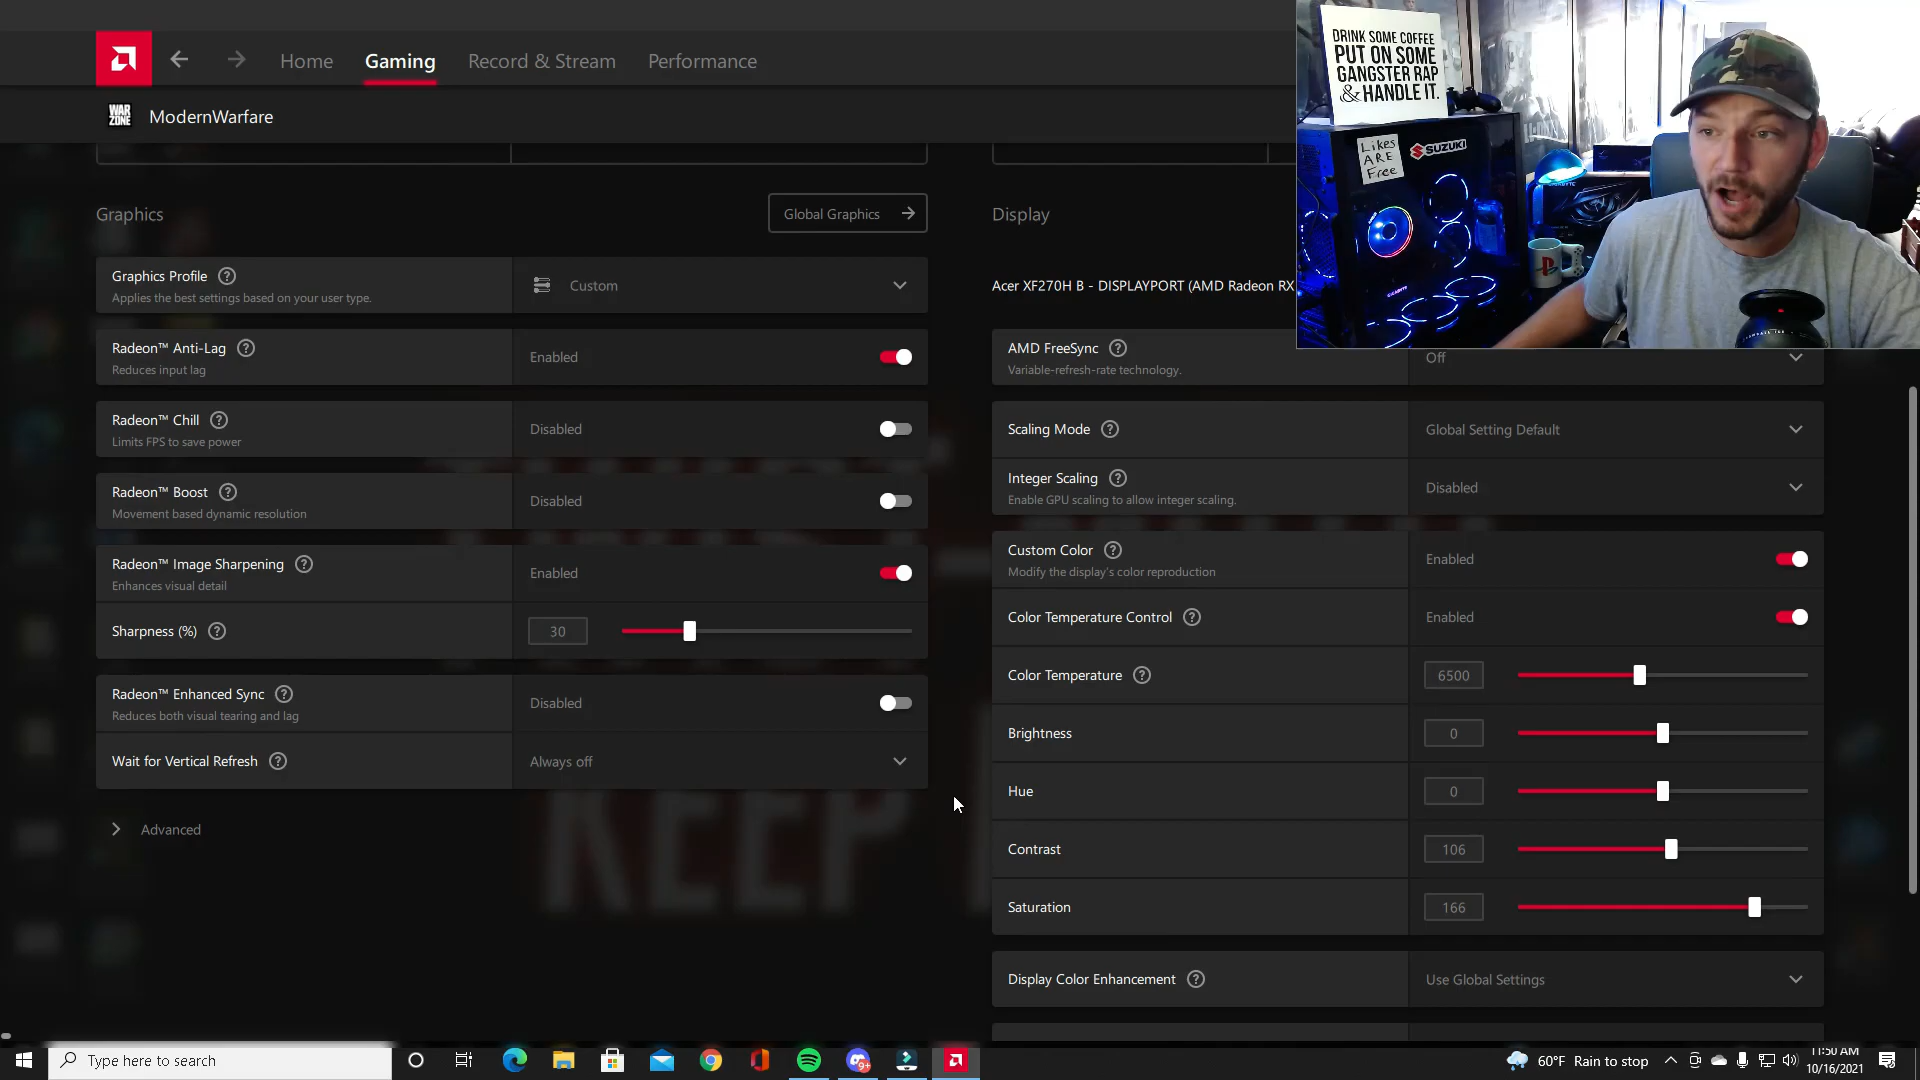 Home
Gaming
Record & Stream
Performance
WAR
ZONE
ModernWarfare
DRINK SOME COFFEE
PUT ON SOME
GANGSTER RAP
& HANDLE IT.
LIKES
ARE
Free
SUZUKI
Graphics
Global Graphics
Display
Graphics Profile
Applies the best settings based on your user type.
Custom
Acer XF270H B - DISPLAYPORT (AMD Radeon RX
Radeon™ Anti-Lag
Reduces input lag
Enabled
AMD FreeSync
Variable-refresh-rate technology.
Off
Radeon™ Chill
Limits FPS to save power
Disabled
Scaling Mode
Global Setting Default
Radeon™ Boost
Movement based dynamic resolution
Disabled
Integer Scaling
Enable GPU scaling to allow integer scaling.
Disabled
Radeon™ Image Sharpening
Enhances visual detail
Enabled
Custom Color
Modify the display's color reproduction
Enabled
Sharpness (%)
30
Color Temperature Control
Enabled
Color Temperature
6500
Radeon™ Enhanced Sync
Reduces both visual tearing and lag
Disabled
Brightness
0
Wait for Vertical Refresh
Always off
Hue
0
Advanced
Contrast
106
KEEP
Saturation
166
Display Color Enhancement
Use Global Settings
Type here to search
9+
60°F Rain to stop
11:50 AM
10/16/2021